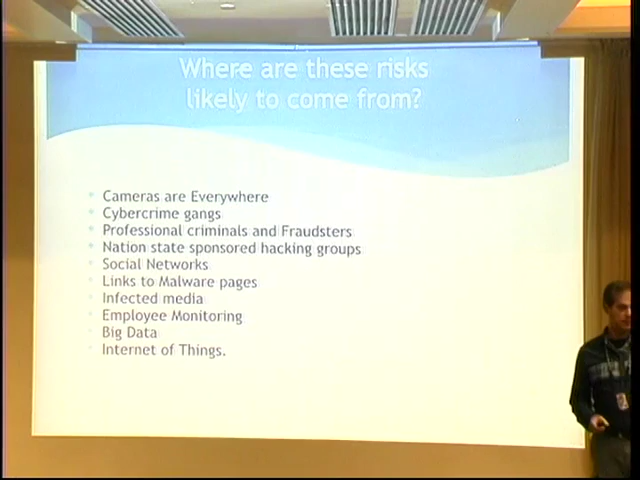 Where are these risks
likely to come from?
Cameras are Everywhere
Cybercrime gangs
Professional criminals and Fraudsters
Nation state sponsored hacking groups
Social Networks
Links to Malware pages
Infected media
Employee Monitoring
Big Data
Internet of Things.